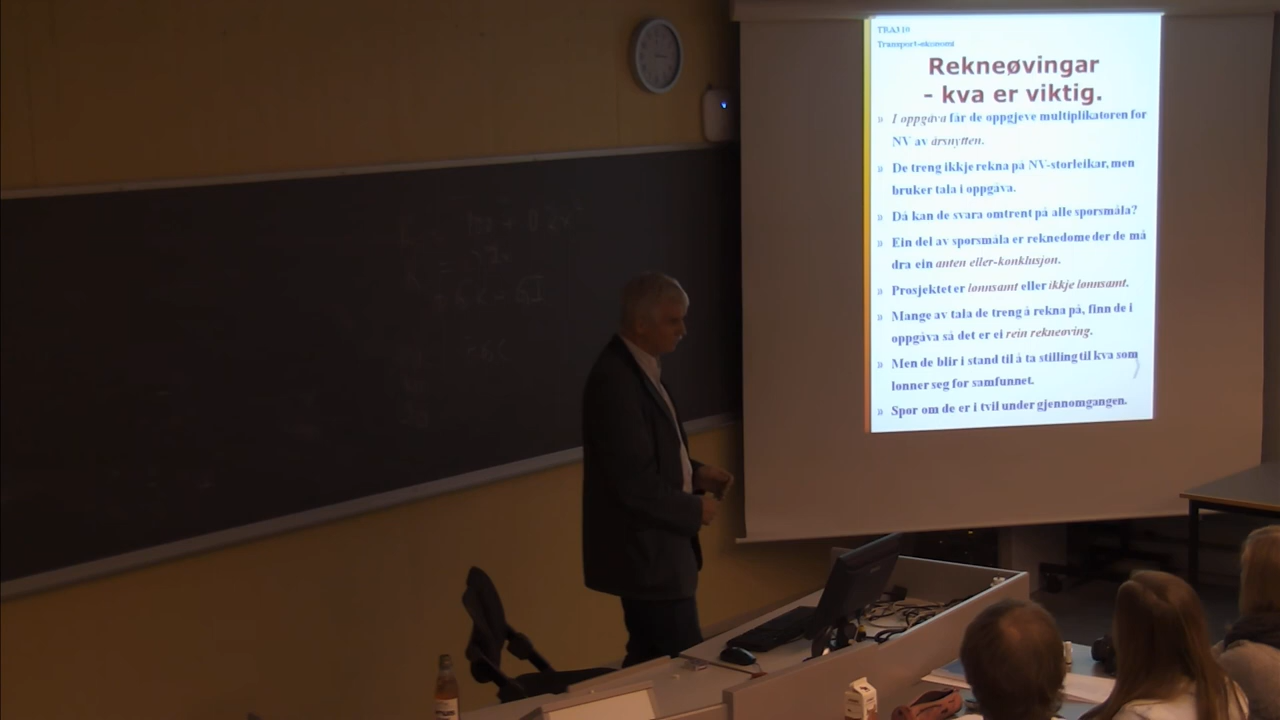 TRA310
Transport-økonomi
Rekneøvingar
- kva er viktig.
» I oppgåva får de oppgjeve multiplikatoren for
NV av årsnytten.
» De treng ikkje rekna på NV-storleikar, men
bruker tala i oppgåva.
» Då kan de svara omtrent på alle spørsmåla?
» Ein del av spørsmåla er reknedøme der de må
dra ein anten eller-konklusjon.
» Prosjektet er lønnsamt eller ikkje lønnsamt.
» Mange av tala de treng å rekna på, finn de i
oppgåva så det er ei rein rekneøving.
» Men de blir i stand til å ta stilling til kva som
lønner seg for samfunnet.
» Spør om de er i tvil under gjennomgangen.